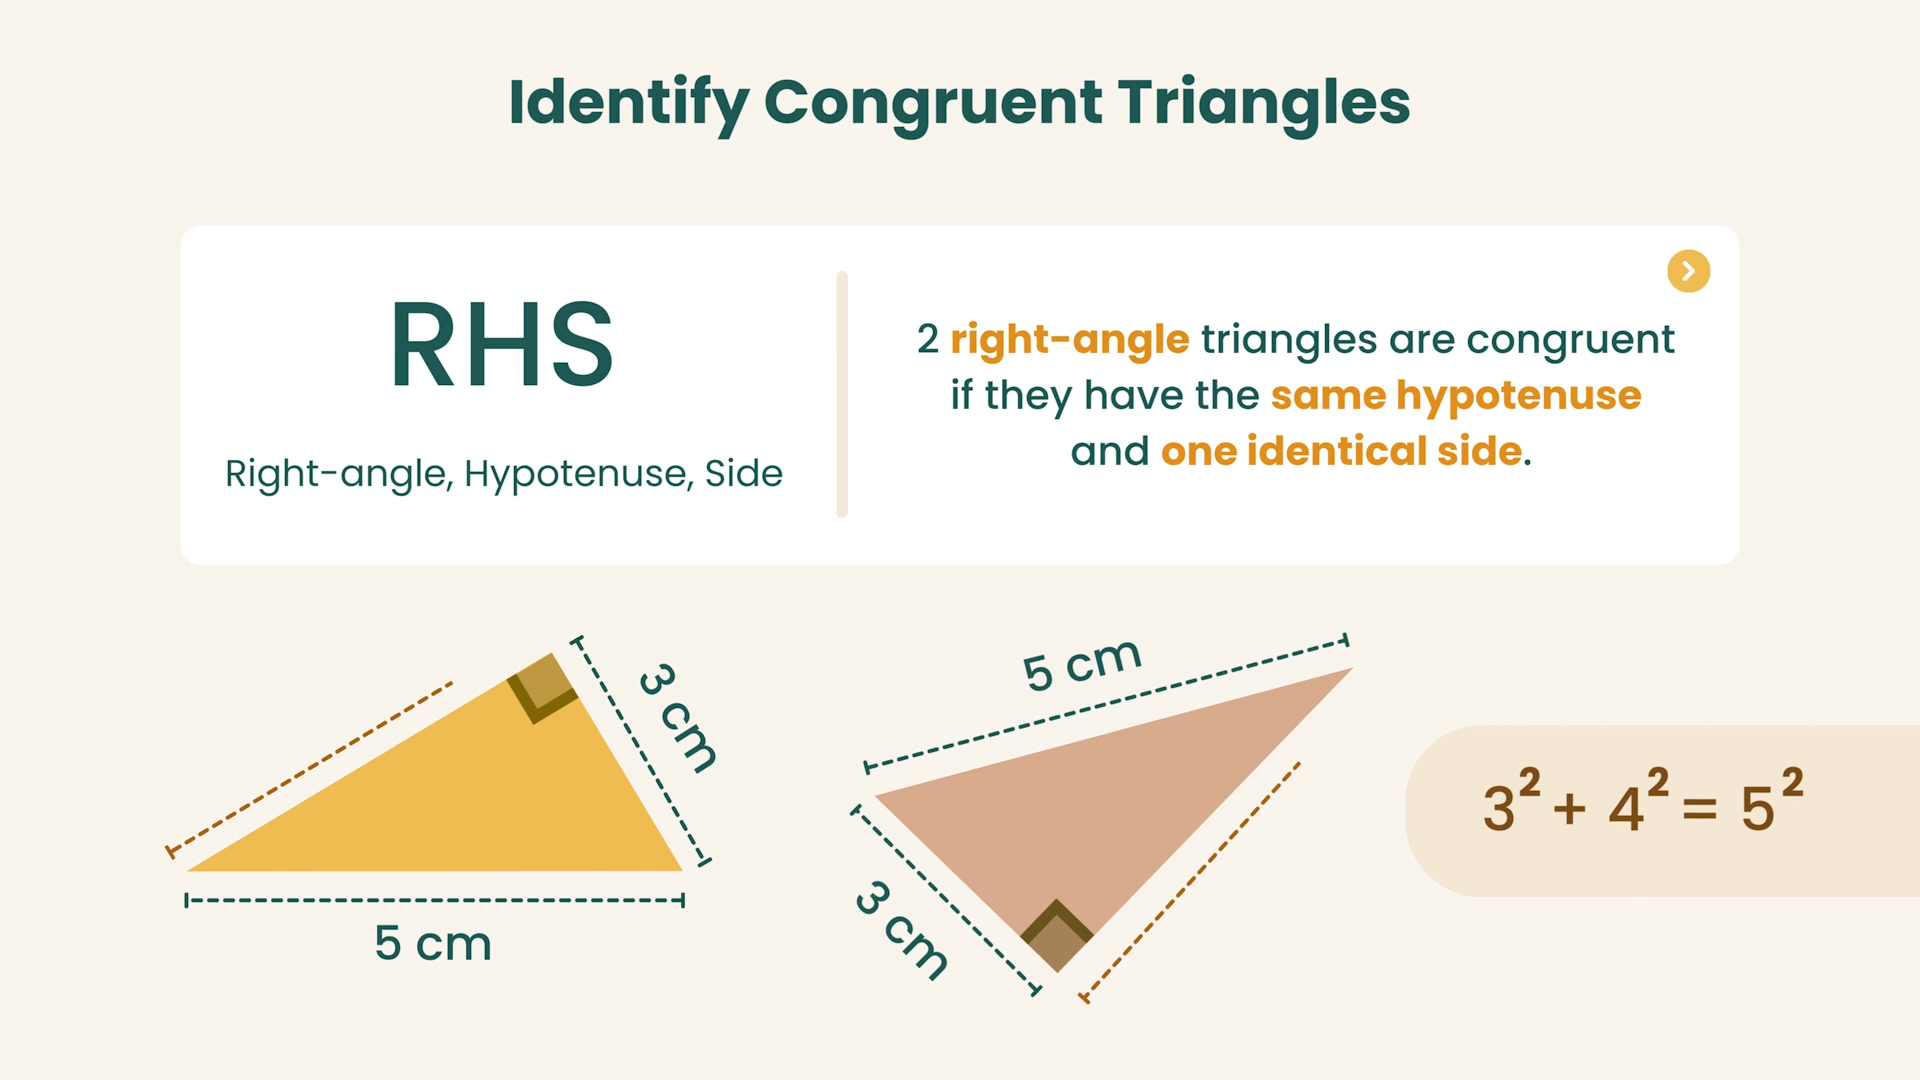 Identify Congruent Triangles
RHS
Right-angle, Hypotenuse, Side
2 right-angle triangles are congruent
if they have the same hypotenuse
and one identical side.
3 cm
5 cm
5 cm
3 cm
3² + 4² = 5²